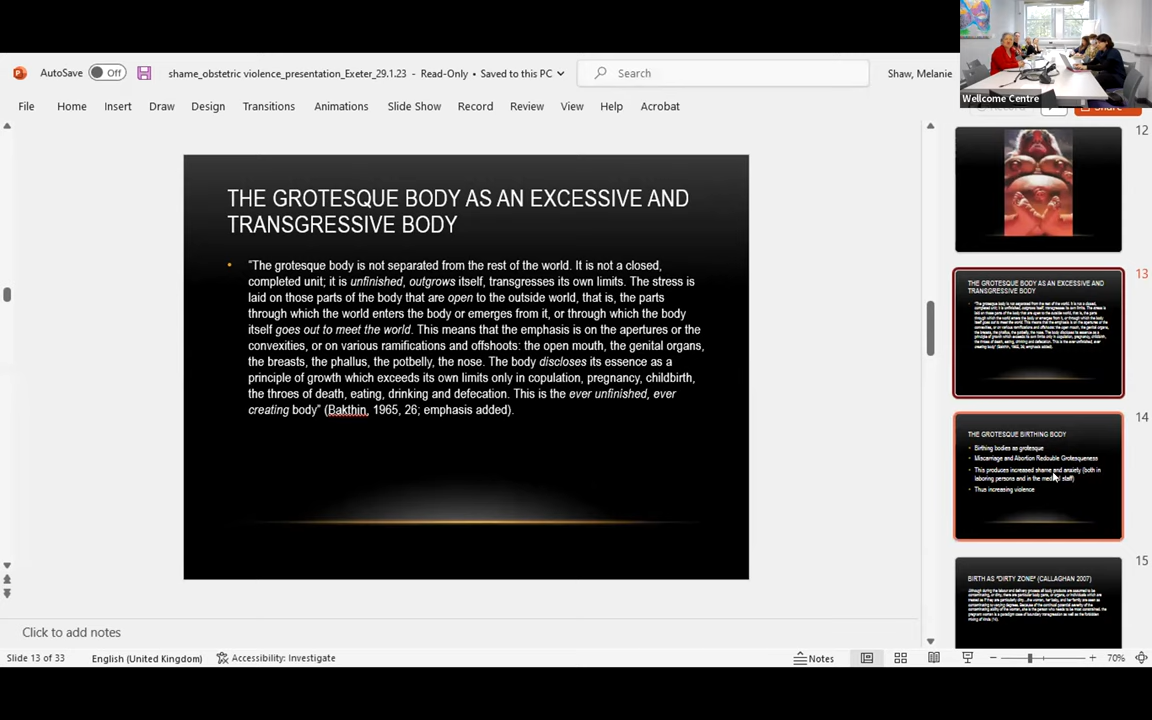 AutoSave
Off
shame_obstetric violence_presentation_Exeter_29.1.23 - Read-Only • Saved to this PC
Search
Shaw, Melanie
Wellcome Centre
File Home Insert Draw Design Transitions Animations Slide Show Record Review View Help Acrobat
Share
THE GROTESQUE BODY AS AN EXCESSIVE AND
TRANSGRESSIVE BODY
• “The grotesque body is not separated from the rest of the world. It is not a closed,
completed unit; it is unfinished, outgrows itself, transgresses its own limits. The stress is
laid on those parts of the body that are open to the outside world, that is, the parts
through which the world enters the body or emerges from it, or through which the body
itself goes out to meet the world. This means that the emphasis is on the apertures or the
convexities, or on various ramifications and offshoots: the open mouth, the genital organs,
the breasts, the phallus, the potbelly, the nose. The body discloses its essence as a
principle of growth which exceeds its own limits only in copulation, pregnancy, childbirth,
the throes of death, eating, drinking and defecation. This is the ever unfinished, ever
creating body” (Bakthin, 1965, 26; emphasis added).
12
13
THE GROTESQUE BODY AS AN EXCESSIVE AND
TRANSGRESSIVE BODY
14
THE GROTESQUE BIRTHING BODY
• Birthing bodies as grotesque
• Miscarriage and Abortion Redouble Grotesqueness
• This produces increased shame and anxiety (both in
laboring persons and in the medical staff)
• Thus increasing violence
15
BIRTH AS “DIRTY ZONE” (CALLAGHAN 2007)
Click to add notes
Slide 13 of 33
English (United Kingdom)
Accessibility: Investigate
Notes
70%